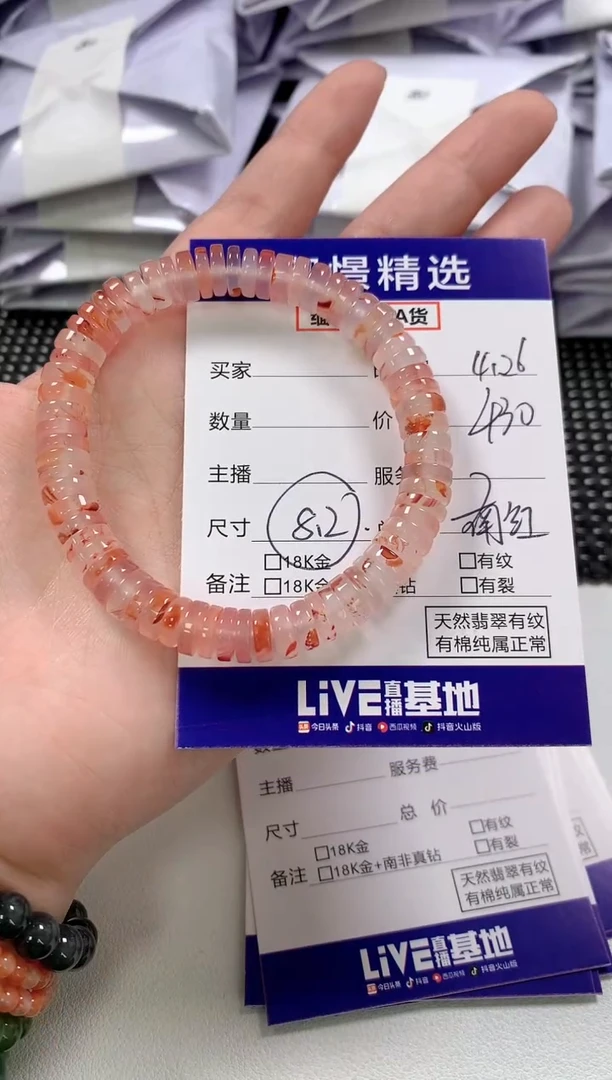 憬精选
A货
买家
4.26
数量 价 430
主播 服务
尺寸 8.2 南红
□18K金 □有纹
备注 □18K金 钻 □有裂
天然翡翠有纹
有棉纯属正常
LiVE直播基地
今日头条 抖音 西瓜视频 抖音火山版
主播 服务费
尺寸 总 价
□18K金 □有纹
备注 □18K金+南非真钻 □有裂
天然翡翠有纹
有棉纯属正常
LiVE直播基地
今日头条 抖音 西瓜视频 抖音火山版